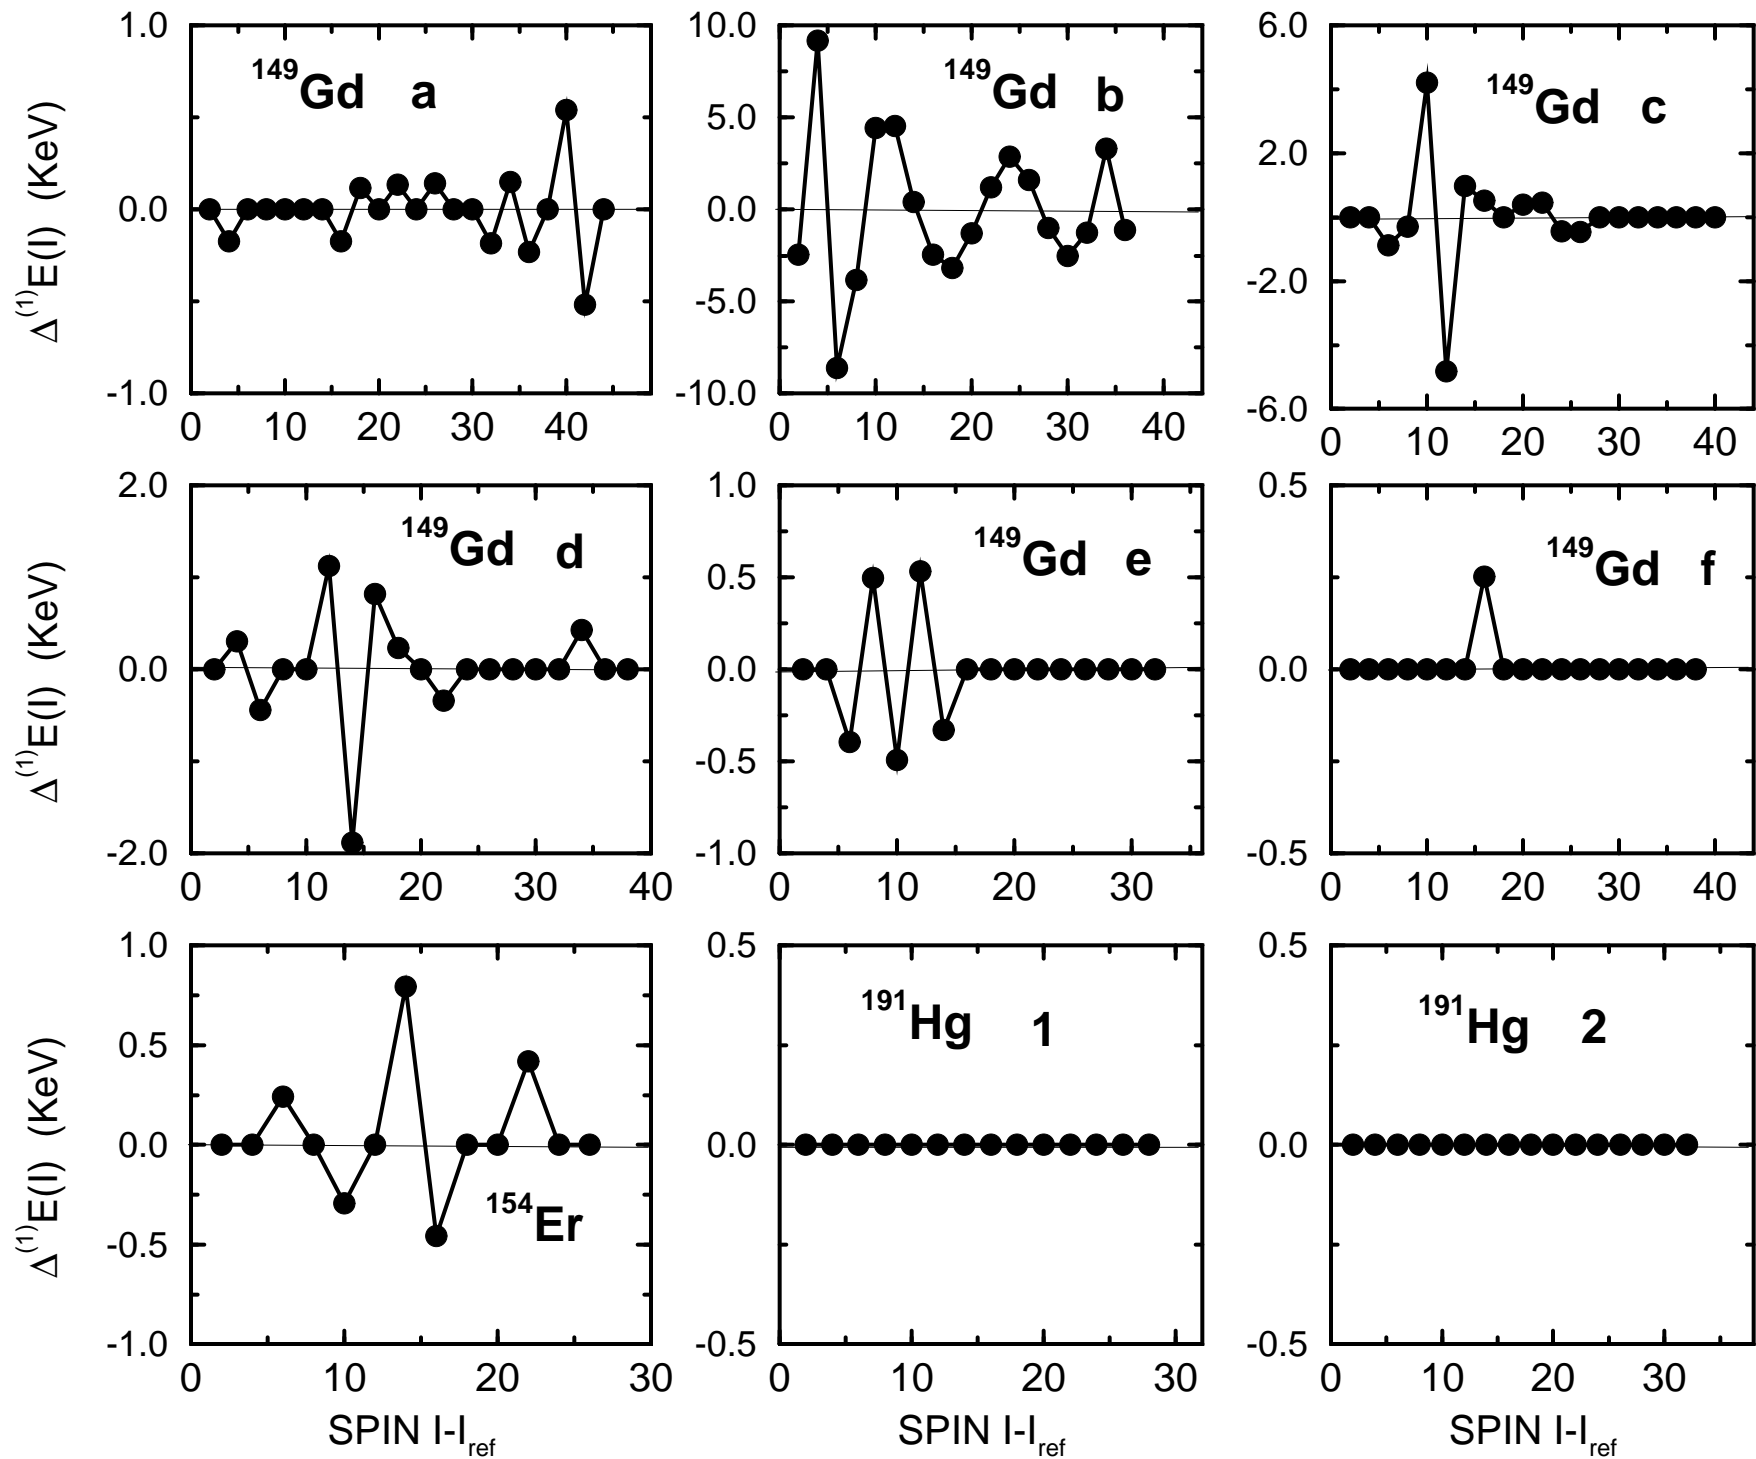 1.0
0.0
-1.0
0 10 20 30 40
Δ(1)E(I) (KeV)
149Gd a
10.0
5.0
0.0
-5.0
-10.0
0 10 20 30 40
149Gd b
6.0
2.0
-2.0
-6.0
0 10 20 30 40
149Gd c
2.0
0.0
-2.0
0 10 20 30 40
Δ(1)E(I) (KeV)
149Gd d
1.0
0.5
0.0
-0.5
-1.0
0 10 20 30
149Gd e
0.5
0.0
-0.5
0 10 20 30 40
149Gd f
1.0
0.5
0.0
-0.5
-1.0
0 10 20 30
Δ(1)E(I) (KeV)
154Er
SPIN I-Iref
0.5
0.0
-0.5
0 10 20 30
191Hg 1
SPIN I-Iref
0.5
0.0
-0.5
0 10 20 30
191Hg 2
SPIN I-Iref